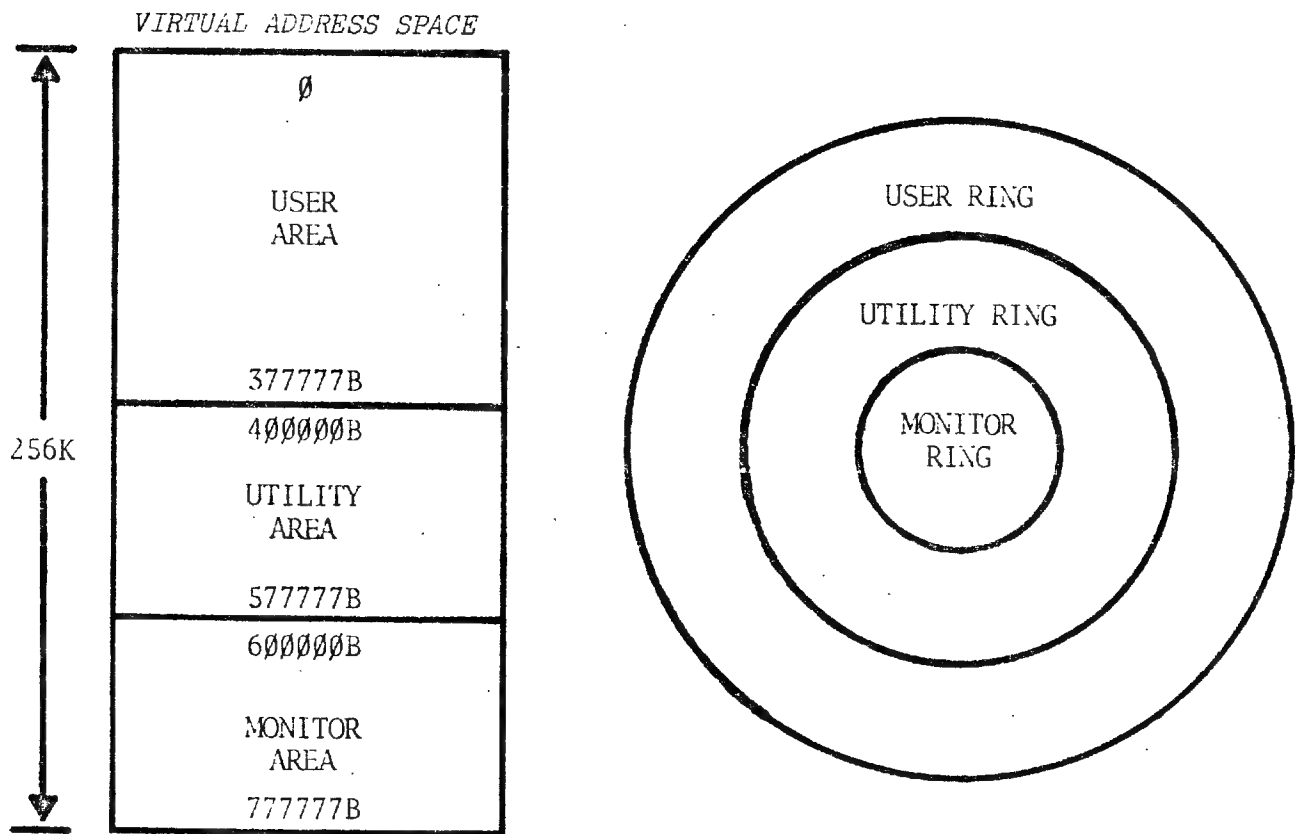 VIRTUAL ADDRESS SPACE
Ø
USER
AREA
377777B
4ØØØØØB
UTILITY
AREA
577777B
6ØØØØØB
MONITOR
AREA
777777B
256K
USER RING
UTILITY RING
MONITOR
RING